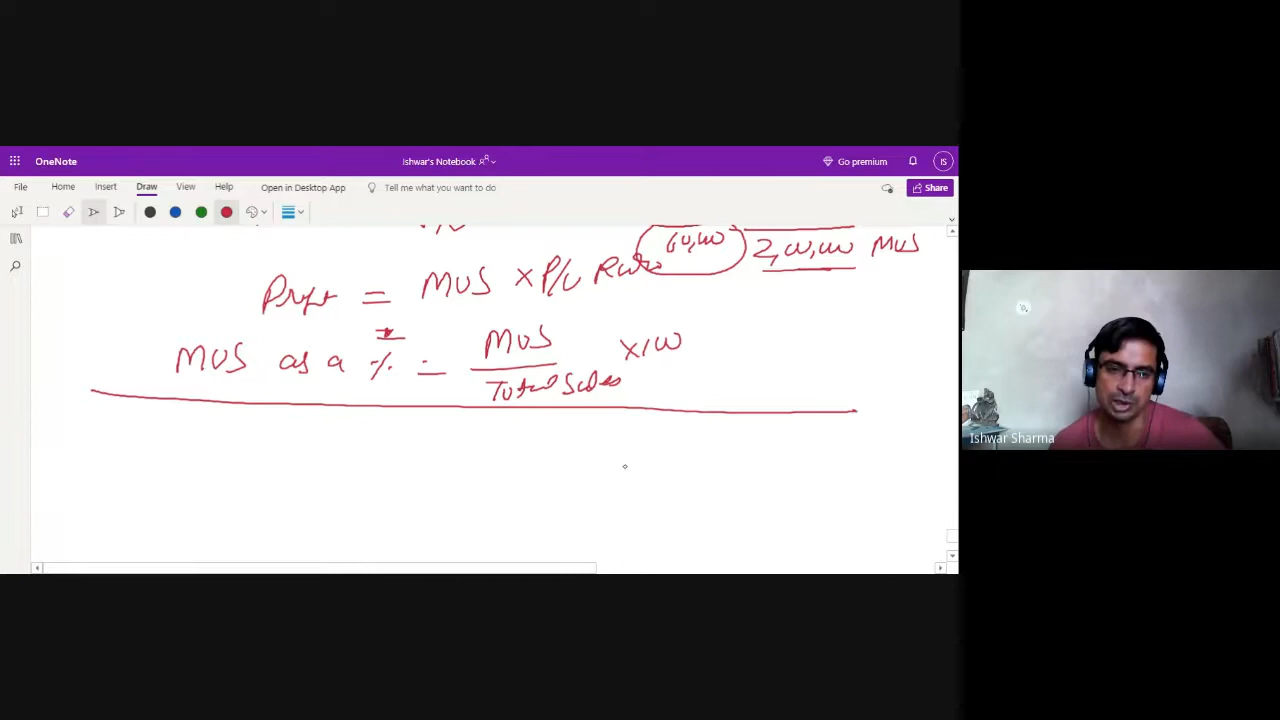 OneNote
Ishwar's Notebook
Go premium
IS
File Home Insert Draw View Help Open in Desktop App Tell me what you want to do
Share
60,000 2,00,000 MOS
Profit = MOS × P/V Ratio
MOS as a % = MOS / Total Sales × 100
Ishwar Sharma